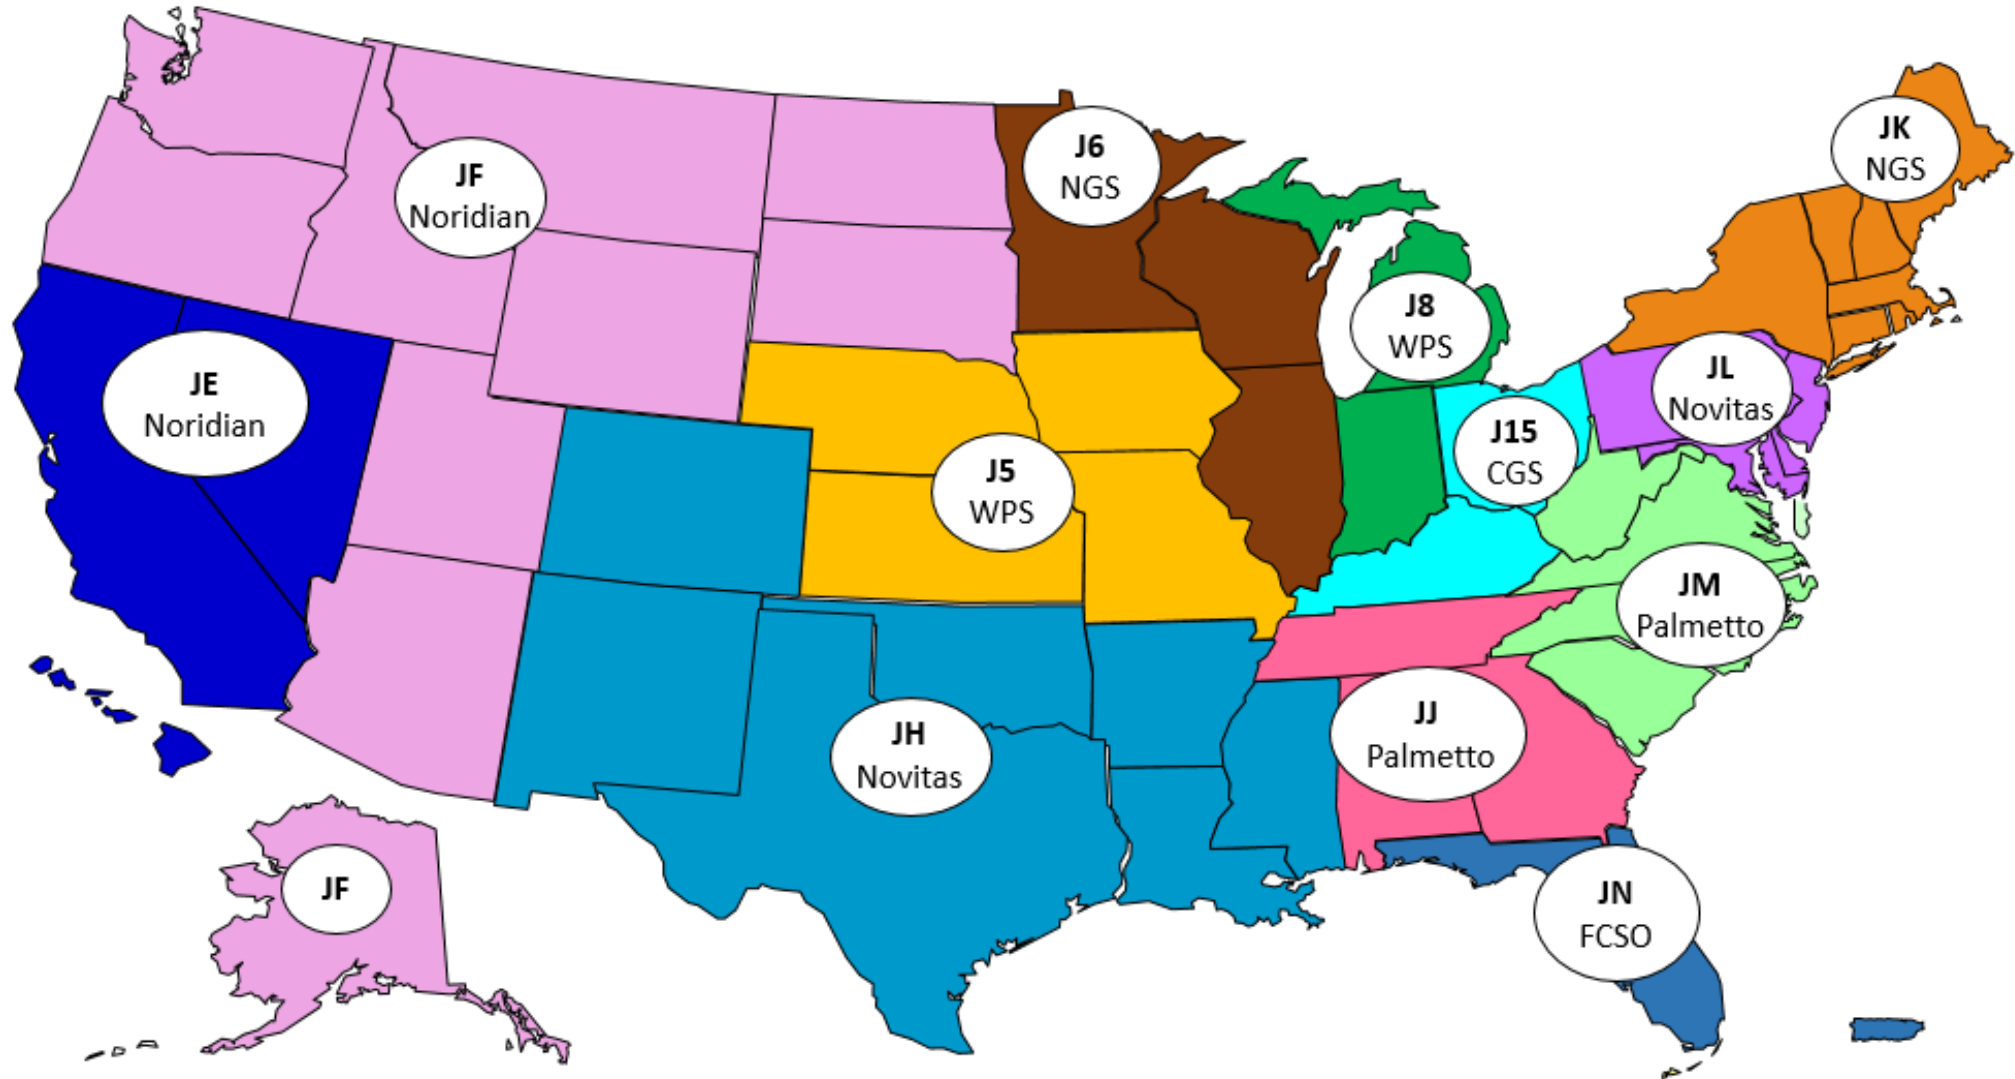 JF
Noridian
J6
NGS
JK
NGS
J8
WPS
JE
Noridian
JL
Novitas
J15
CGS
J5
WPS
JM
Palmetto
JH
Novitas
JJ
Palmetto
JF
JN
FCSO